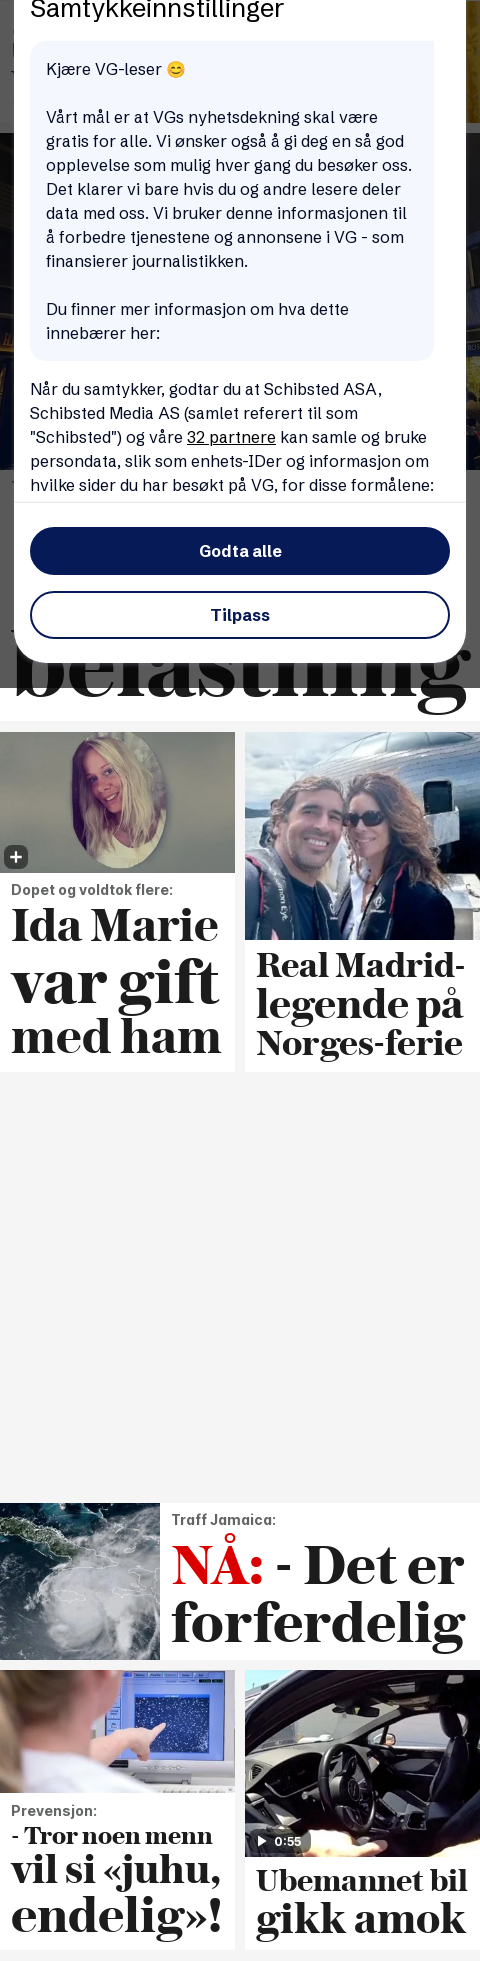 Samtykkeinnstillinger
Kjære VG-leser 😊
Vårt mål er at VGs nyhetsdekning skal være
gratis for alle. Vi ønsker også å gi deg en så god
opplevelse som mulig hver gang du besøker oss.
Det klarer vi bare hvis du og andre lesere deler
data med oss. Vi bruker denne informasjonen til
å forbedre tjenestene og annonsene i VG - som
finansierer journalistikken.
Du finner mer informasjon om hva dette
innebærer her:
Når du samtykker, godtar du at Schibsted ASA,
Schibsted Media AS (samlet referert til som
"Schibsted") og våre 32 partnere kan samle og bruke
persondata, slik som enhets-IDer og informasjon om
hvilke sider du har besøkt på VG, for disse formålene:
Godta alle
Tilpass
belastning
Dopet og voldtok flere:
Ida Marie
var gift
med ham
Real Madrid-
legende på
Norges-ferie
Traff Jamaica:
NÅ: - Det er
forferdelig
Prevensjon:
- Tror noen menn
vil si «juhu,
endelig»!
0:55
Ubemannet bil
gikk amok